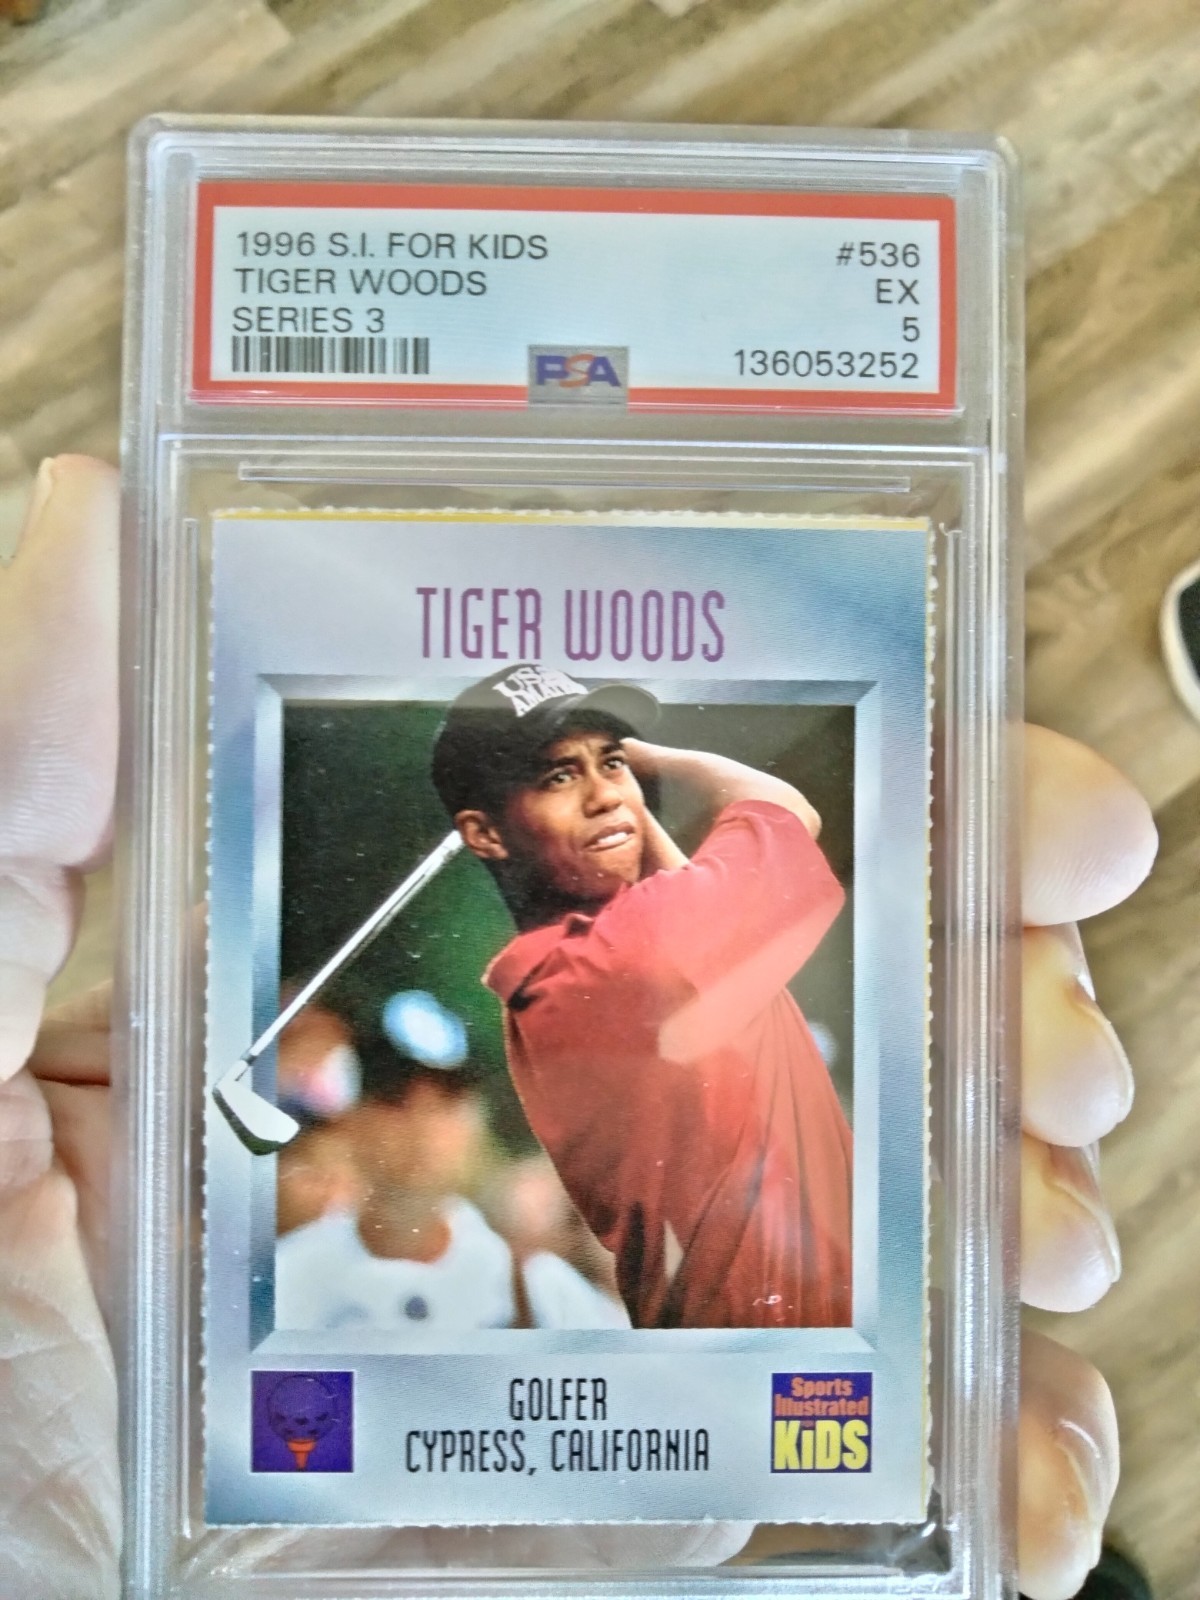 1996 S.I. FOR KIDS
#536
TIGER WOODS
EX
SERIES 3
5
136053252
PSA
TIGER WOODS
GOLFER
CYPRESS, CALIFORNIA
Sports
Illustrated
KiDS